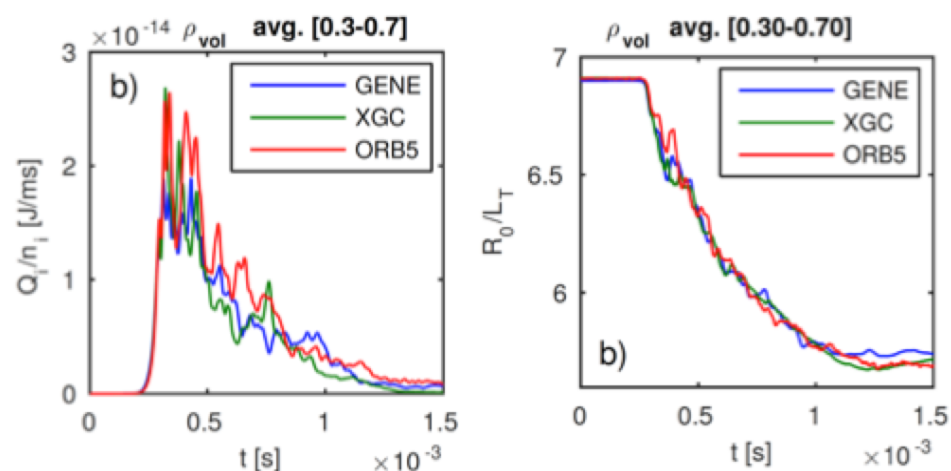 ×10⁻¹⁴ ρvol avg. [0.3-0.7]
3
2
1
0
Qi/ni [J/ms]
b)
GENE
XGC
ORB5
0 0.5 1 1.5
t [s] ×10⁻³
ρvol avg. [0.30-0.70]
7
6.5
6
R0/LT
GENE
XGC
ORB5
b)
0 0.5 1 1.5
t [s] ×10⁻³